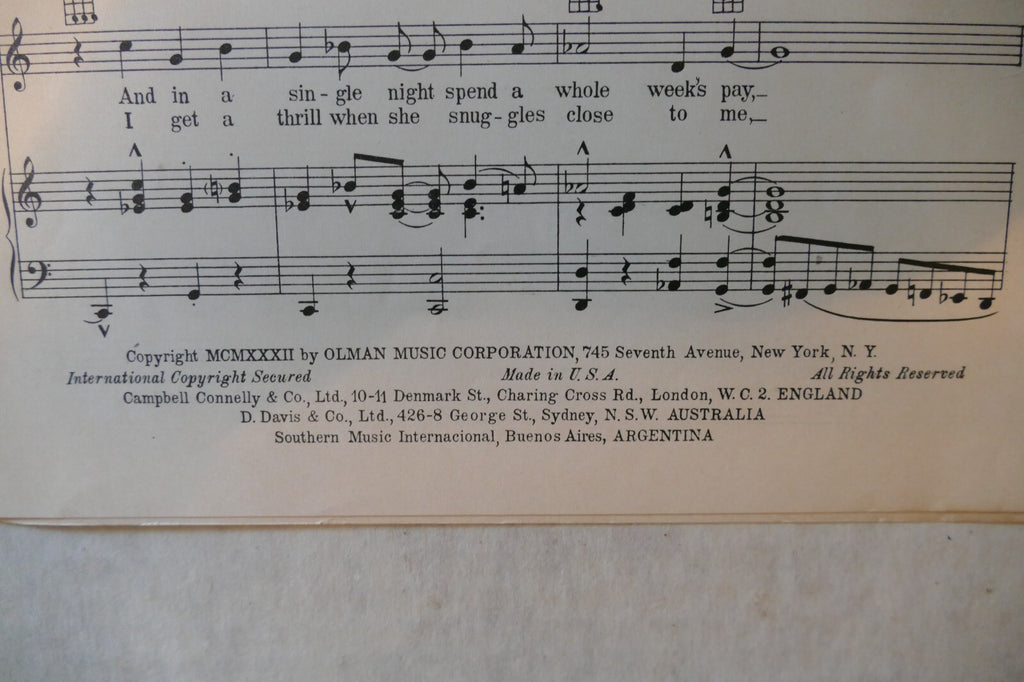 And in a sin-gle night spend a whole week's pay,_
I get a thrill when she snug-gles close to me,_
Copyright MCMXXXII by OLMAN MUSIC CORPORATION, 745 Seventh Avenue, New York, N. Y.
International Copyright Secured Made in U. S. A. All Rights Reserved
Campbell Connelly & Co., Ltd., 10-11 Denmark St., Charing Cross Rd., London, W. C. 2. ENGLAND
D. Davis & Co., Ltd., 426-8 George St., Sydney, N. S. W. AUSTRALIA
Southern Music Internacional, Buenos Aires, ARGENTINA